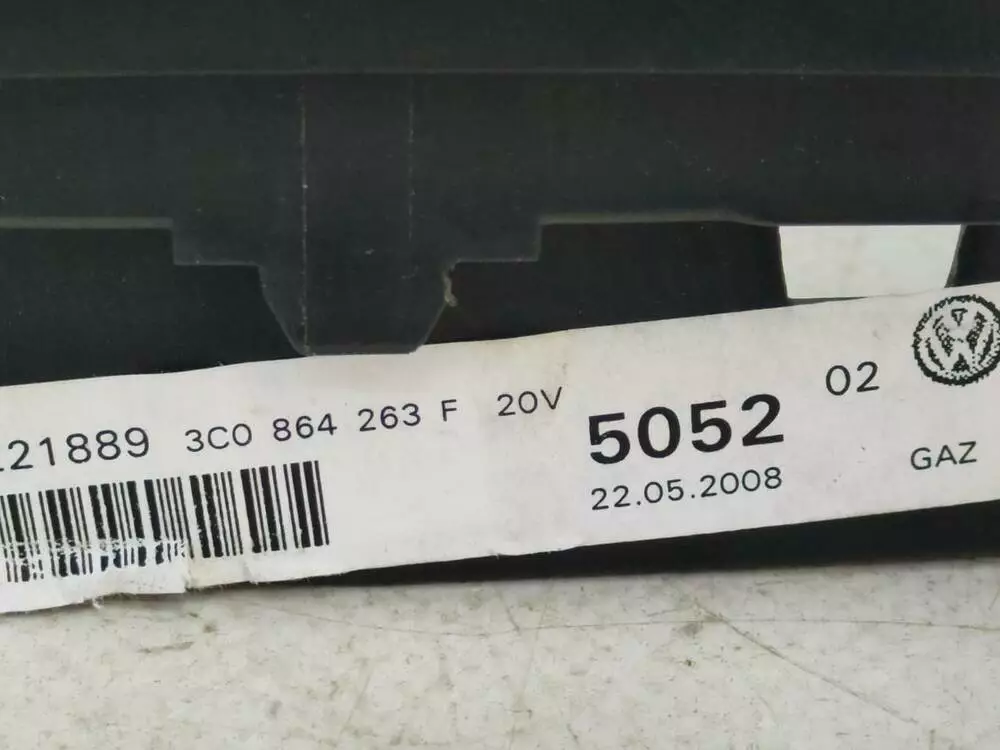 21889 3C0 864 263 F 20V 5052 02
22.05.2008 GAZ